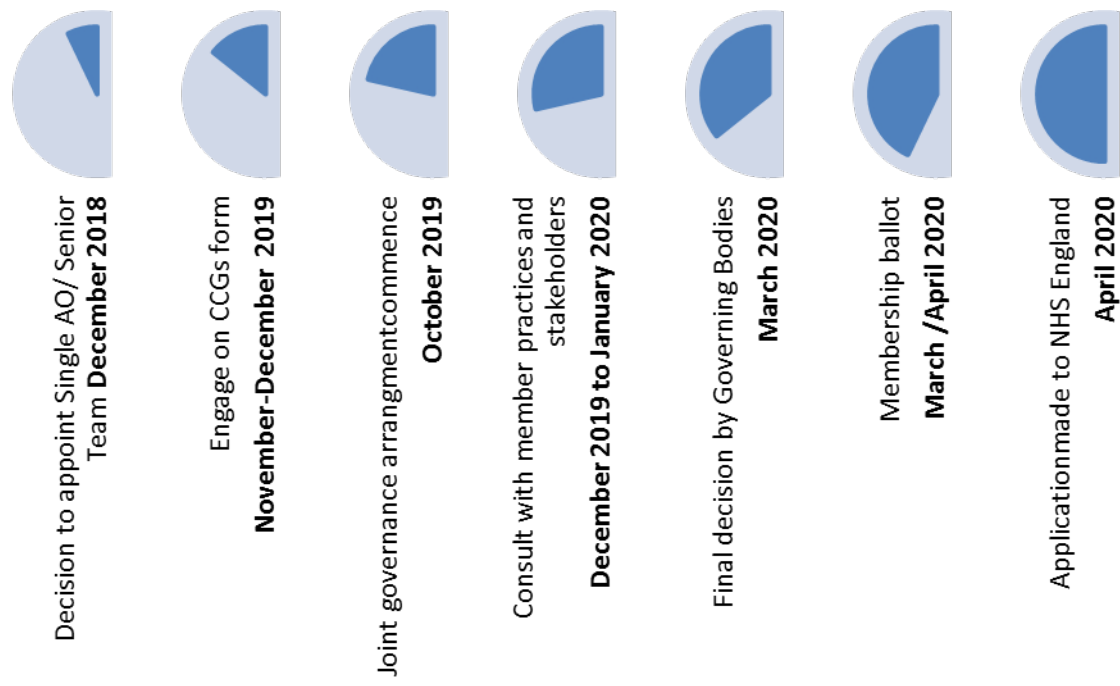 Decision to appoint Single AO/ Senior
Team December 2018
Engage on CCGs form
November-December 2019
Joint governance arrangmentcommence
October 2019
Consult with member practices and
stakeholders
December 2019 to January 2020
Final decision by Governing Bodies
March 2020
Membership ballot
March /April 2020
Applicationmade to NHS England
April 2020